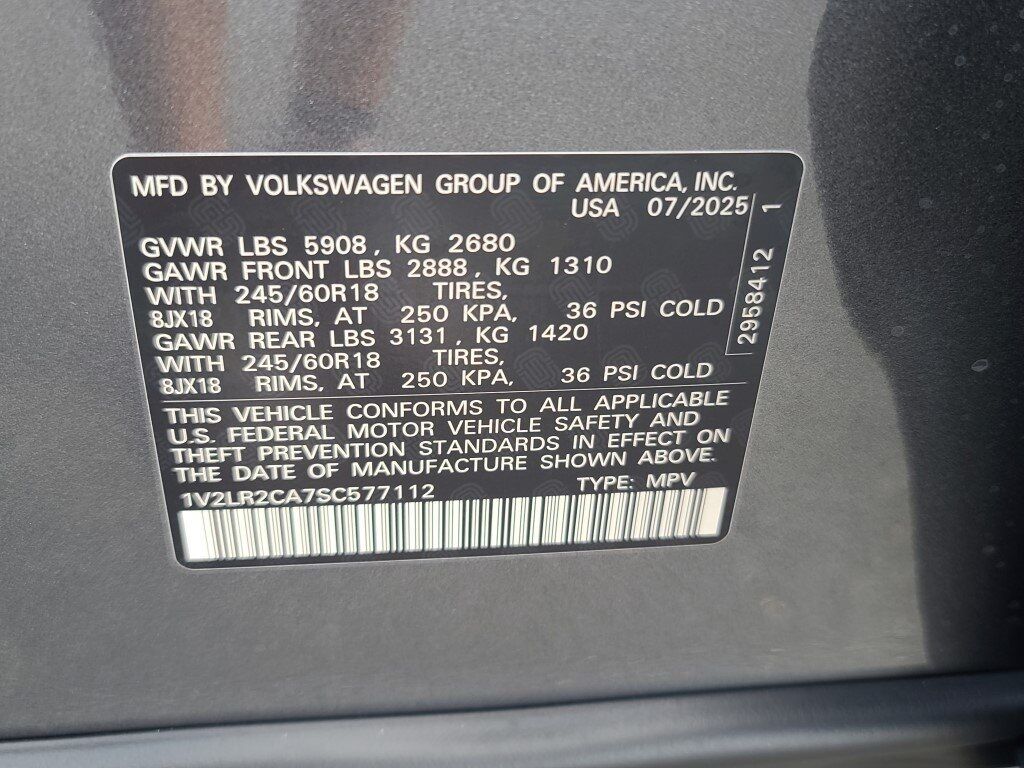 MFD BY VOLKSWAGEN GROUP OF AMERICA, INC.
USA 07/2025
GVWR LBS 5908, KG 2680
GAWR FRONT LBS 2888, KG 1310
WITH 245/60R18 TIRES,
8JX18 RIMS, AT 250 KPA, 36 PSI COLD
GAWR REAR LBS 3131, KG 1420
WITH 245/60R18 TIRES,
8JX18 RIMS, AT 250 KPA, 36 PSI COLD
2958412 1
THIS VEHICLE CONFORMS TO ALL APPLICABLE
U.S. FEDERAL MOTOR VEHICLE SAFETY AND
THEFT PREVENTION STANDARDS IN EFFECT ON
THE DATE OF MANUFACTURE SHOWN ABOVE.
1V2LR2CA7SC577112 TYPE: MPV